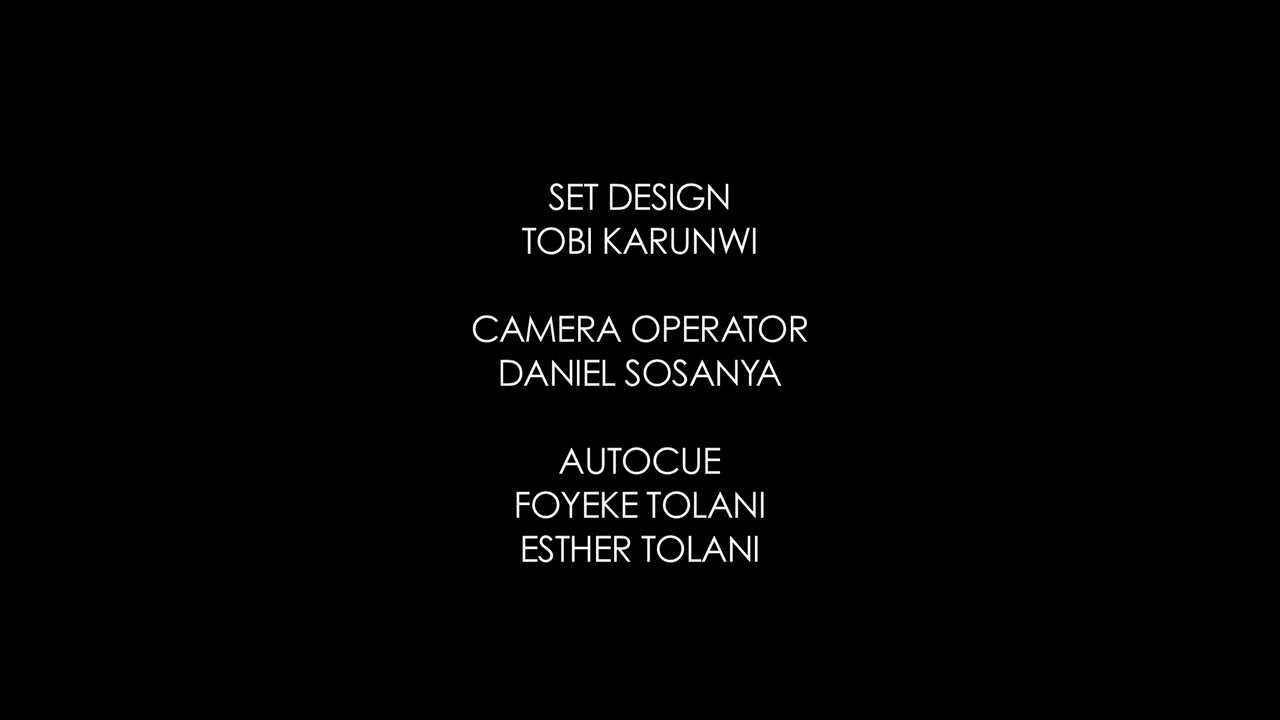 SET DESIGN
TOBI KARUNWI
CAMERA OPERATOR
DANIEL SOSANYA
AUTOCUE
FOYEKE TOLANI
ESTHER TOLANI